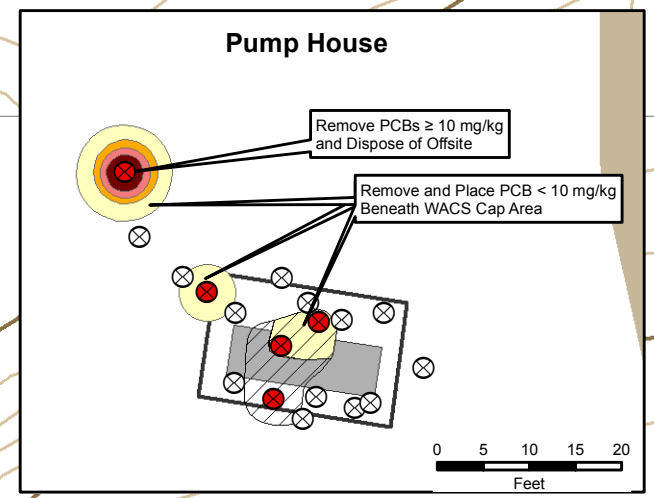 Pump House
Remove PCBs ≥ 10 mg/kg
and Dispose of Offsite
Remove and Place PCB < 10 mg/kg
Beneath WACS Cap Area
0 5 10 15 20
Feet